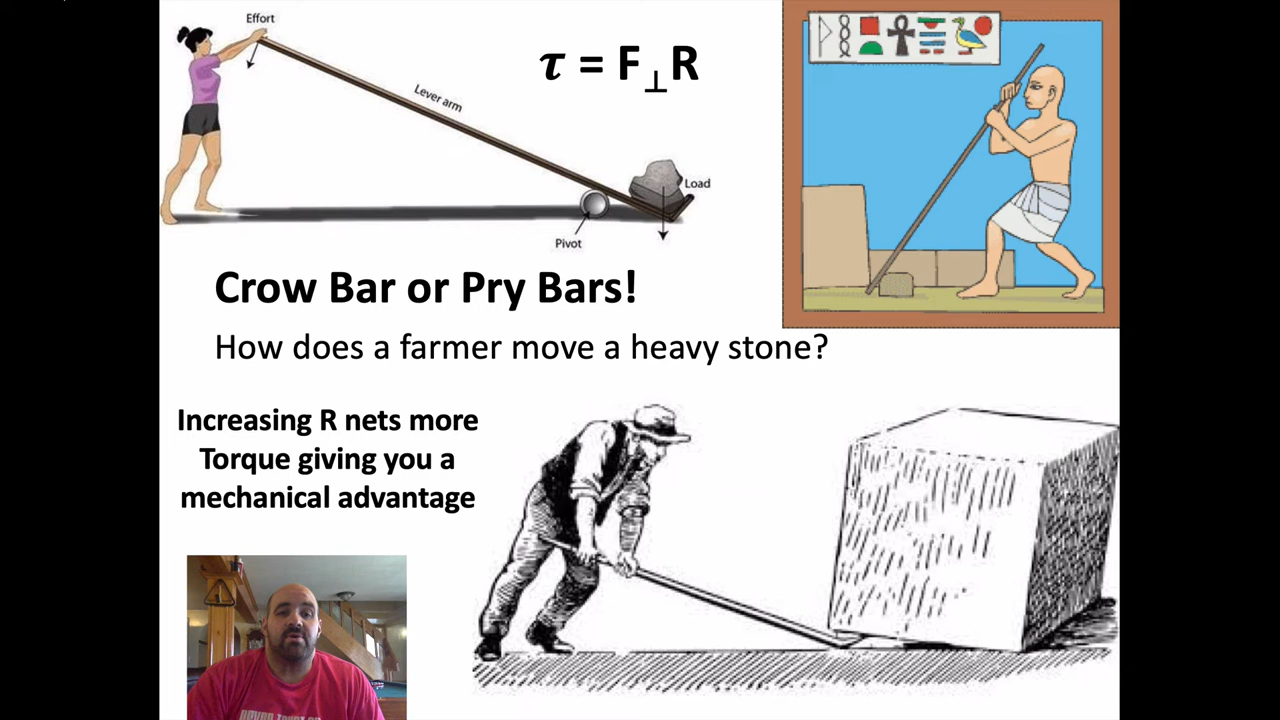 Effort
τ = F⊥R
Lever arm
Load
Pivot
Crow Bar or Pry Bars!
How does a farmer move a heavy stone?
Increasing R nets more
Torque giving you a
mechanical advantage